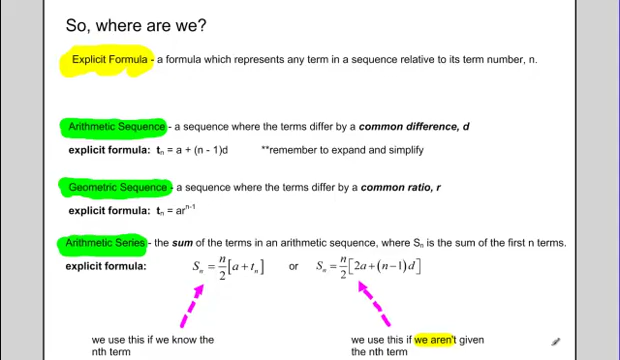 So, where are we?
Explicit Formula - a formula which represents any term in a sequence relative to its term number, n.
Arithmetic Sequence - a sequence where the terms differ by a common difference, d
explicit formula: tₙ = a + (n - 1)d **remember to expand and simplify
Geometric Sequence - a sequence where the terms differ by a common ratio, r
explicit formula: tₙ = arⁿ⁻¹
Arithmetic Series - the sum of the terms in an arithmetic sequence, where Sₙ is the sum of the first n terms.
explicit formula: Sₙ = n/2 [a + tₙ] or Sₙ = n/2 [2a + (n − 1)d]
we use this if we know the
nth term
we use this if we aren't given
the nth term